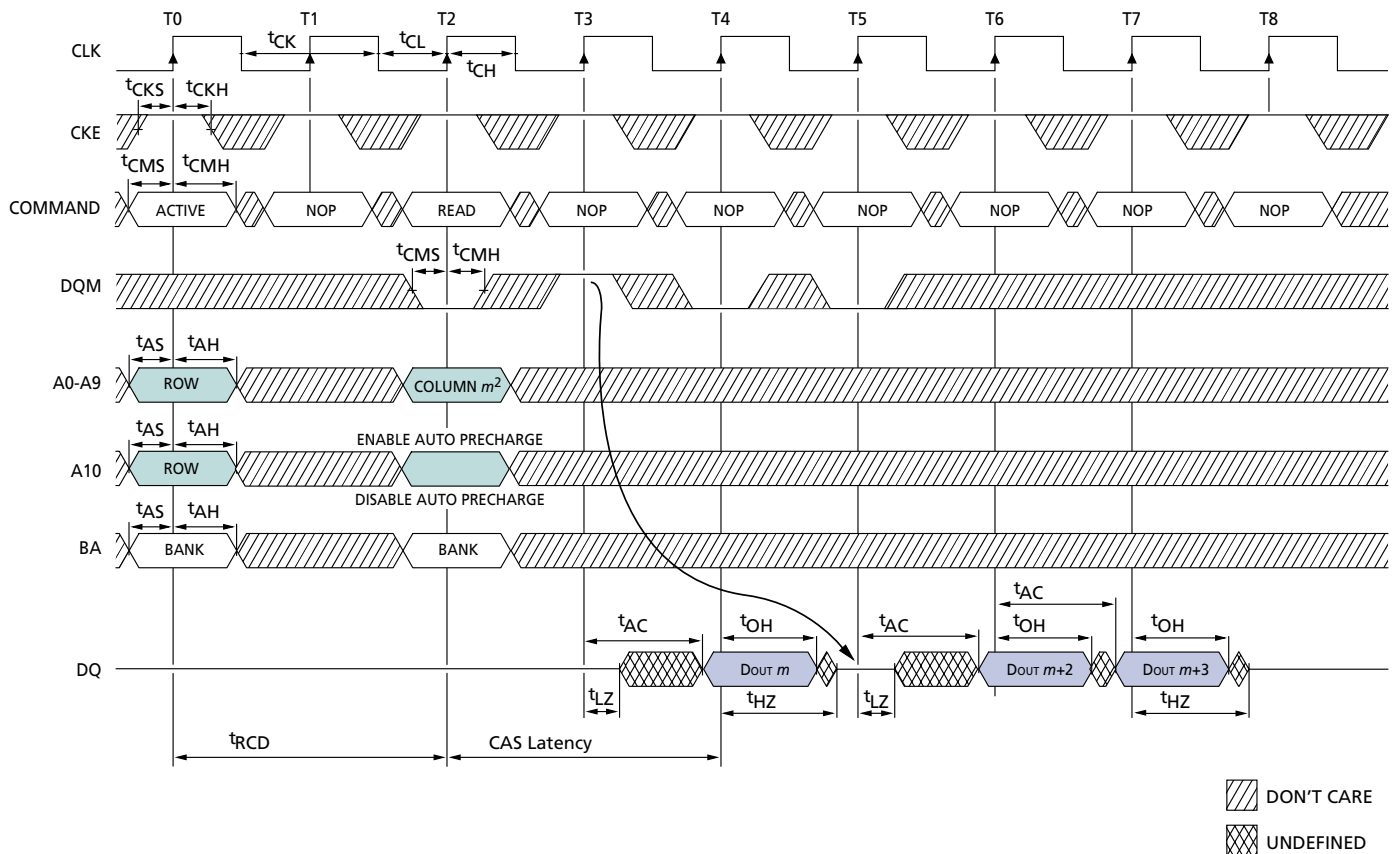 T0 T1 T2 T3 T4 T5 T6 T7 T8
CLK
tCK tCL
tCH
tCKS tCKH
CKE
tCMS tCMH
COMMAND ACTIVE NOP READ NOP NOP NOP NOP NOP NOP
tCMS tCMH
DQM
tAS tAH
A0-A9 ROW COLUMN m2
tAS tAH ENABLE AUTO PRECHARGE
A10 ROW
DISABLE AUTO PRECHARGE
tAS tAH
BA BANK BANK
tAC
tAC tOH tAC tOH tOH
DQ DOUT m DOUT m+2 DOUT m+3
tLZ tHZ tLZ tHZ
tRCD CAS Latency
DON'T CARE
UNDEFINED